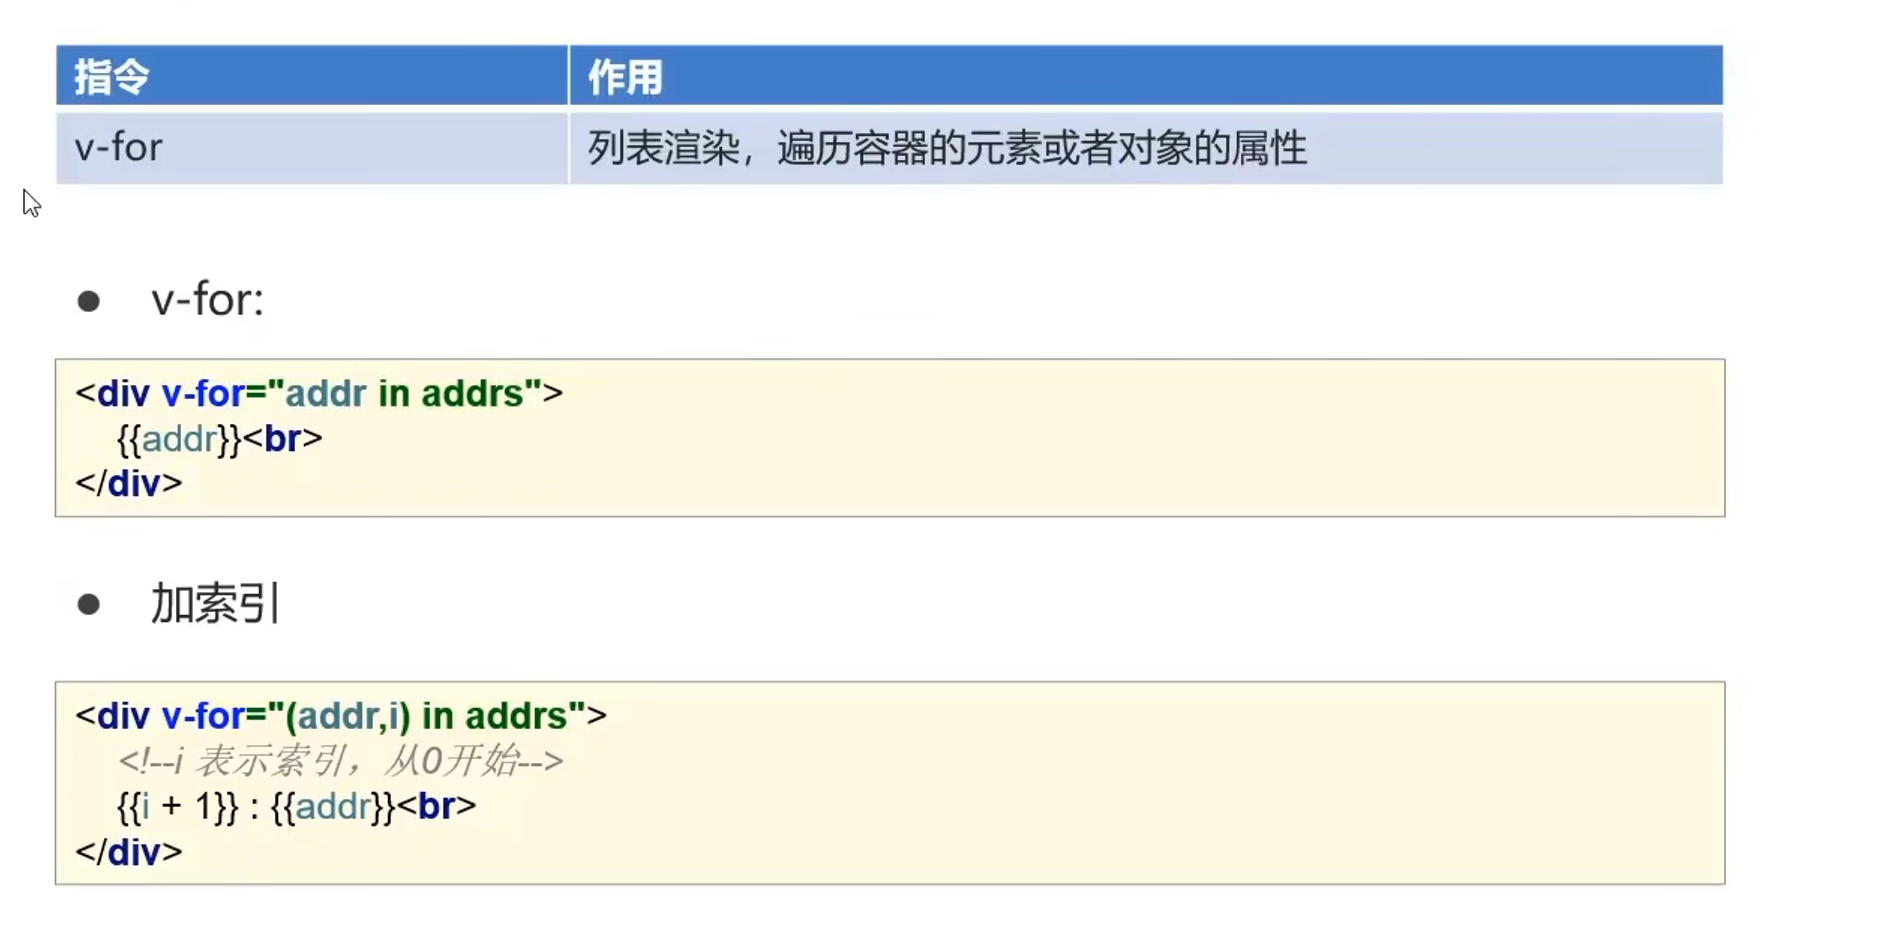 指令 作用
v-for 列表渲染，遍历容器的元素或者对象的属性
● v-for:
<div v-for="addr in addrs">
{{addr}}<br>
</div>
● 加索引
<div v-for="(addr,i) in addrs">
<!--i 表示索引，从0开始-->
{{i + 1}} : {{addr}}<br>
</div>